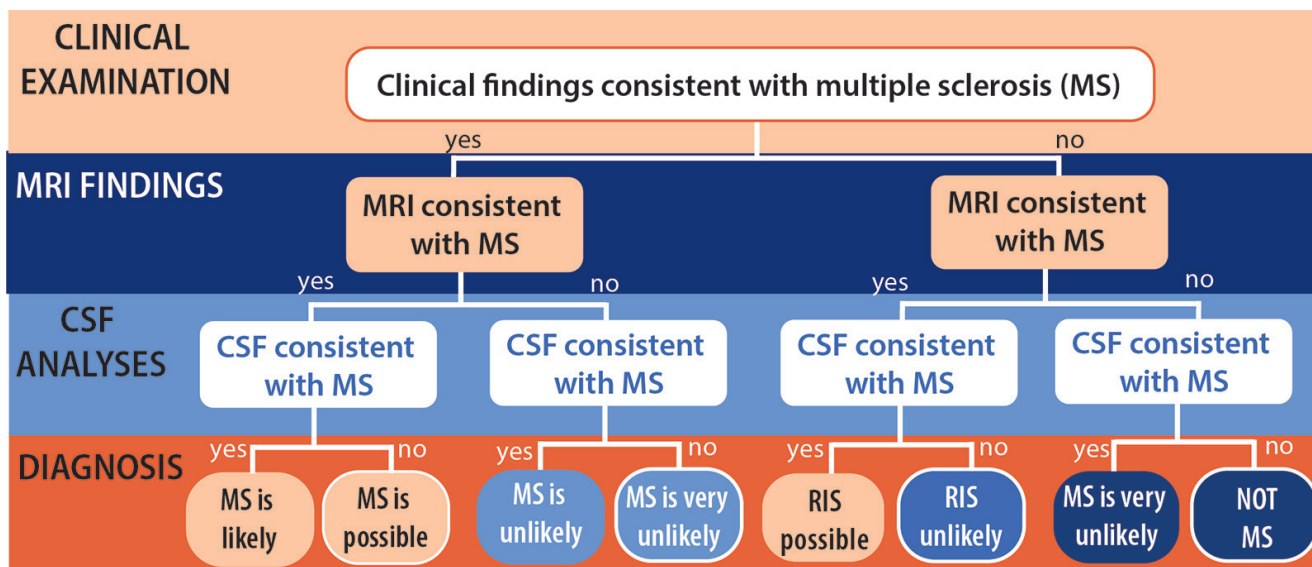 CLINICAL
EXAMINATION
Clinical findings consistent with multiple sclerosis (MS)
yes
no
MRI FINDINGS
MRI consistent
with MS
MRI consistent
with MS
yes
no
yes
no
CSF
ANALYSES
CSF consistent
with MS
CSF consistent
with MS
CSF consistent
with MS
CSF consistent
with MS
yes
no
yes
no
yes
no
yes
no
DIAGNOSIS
MS is
likely
MS is
possible
MS is
unlikely
MS is very
unlikely
RIS
possible
RIS
unlikely
MS is very
unlikely
NOT
MS